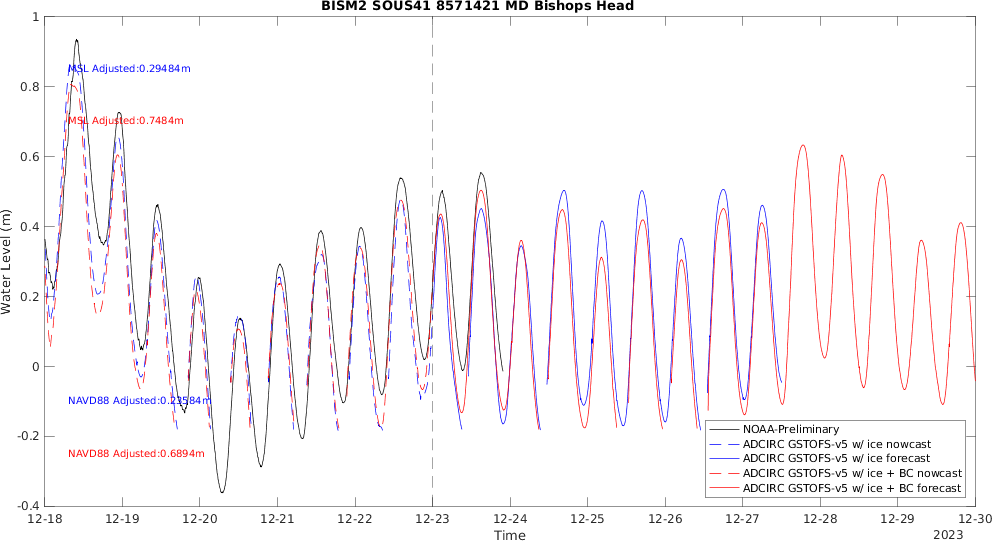 BISM2 SOUS41 8571421 MD Bishops Head
1
0.8
0.6
0.4
0.2
0
-0.2
-0.4
Water Level (m)
MSL Adjusted:0.29484m
MSL Adjusted:0.7484m
NAVD88 Adjusted:0.23584m
NAVD88 Adjusted:0.6894m
NOAA-Preliminary
ADCIRC GSTOFS-v5 w/ ice nowcast
ADCIRC GSTOFS-v5 w/ ice forecast
ADCIRC GSTOFS-v5 w/ ice + BC nowcast
ADCIRC GSTOFS-v5 w/ ice + BC forecast
12-18 12-19 12-20 12-21 12-22 12-23 12-24 12-25 12-26 12-27 12-28 12-29 12-30
Time
2023